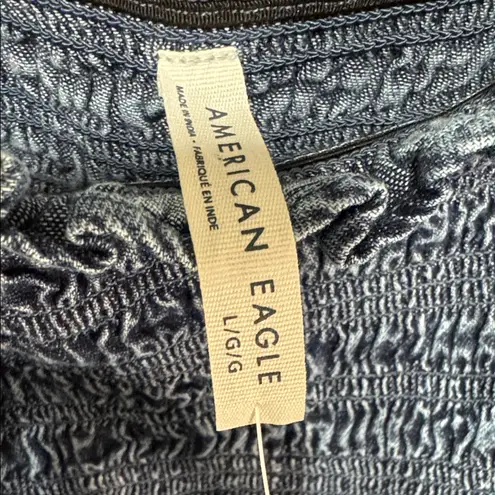 AMERICAN EAGLE
MADE IN INDIA • FABRIQUÉ EN INDE
L/G/G